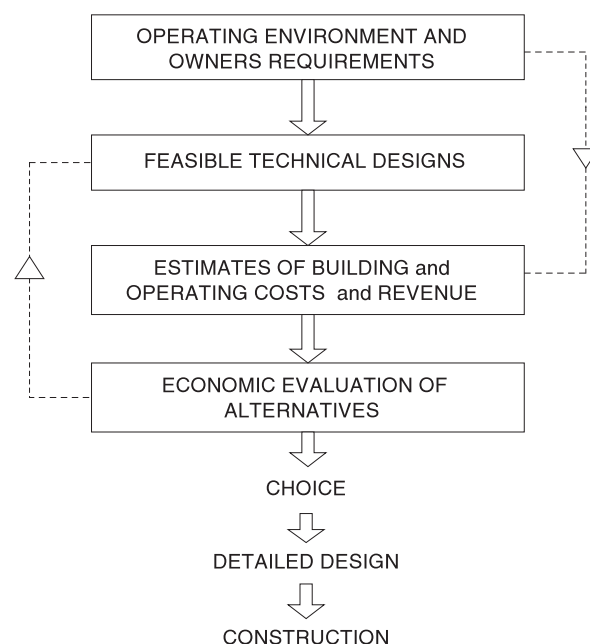 OPERATING ENVIRONMENT AND
OWNERS REQUIREMENTS
FEASIBLE TECHNICAL DESIGNS
ESTIMATES OF BUILDING and
OPERATING COSTS and REVENUE
ECONOMIC EVALUATION OF
ALTERNATIVES
CHOICE
DETAILED DESIGN
CONSTRUCTION